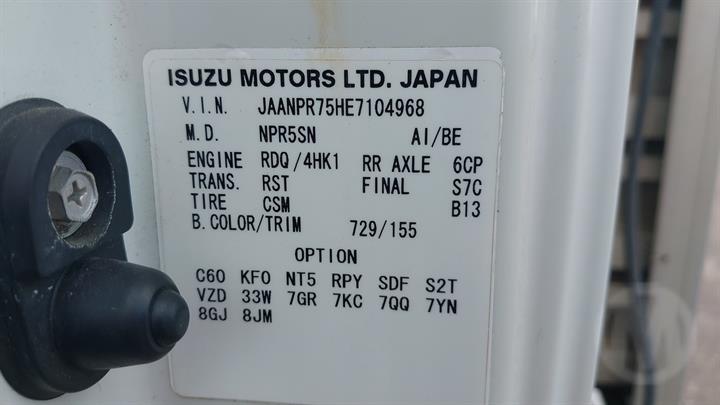 ISUZU MOTORS LTD. JAPAN
V.I.N. JAANPR75HE7104968
M.D. NPR5SN AI/BE
ENGINE RDQ/4HK1 RR AXLE 6CP
TRANS. RST FINAL S7C
TIRE CSM B13
B.COLOR/TRIM 729/155
OPTION
C60 KFO NT5 RPY SDF S2T
VZD 33W 7GR 7KC 7QQ 7YN
8GJ 8JM